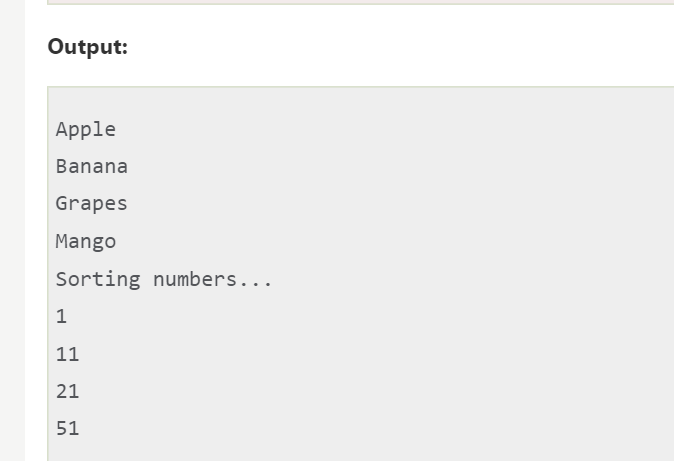 Output:
Apple
Banana
Grapes
Mango
Sorting numbers...
1
11
21
51